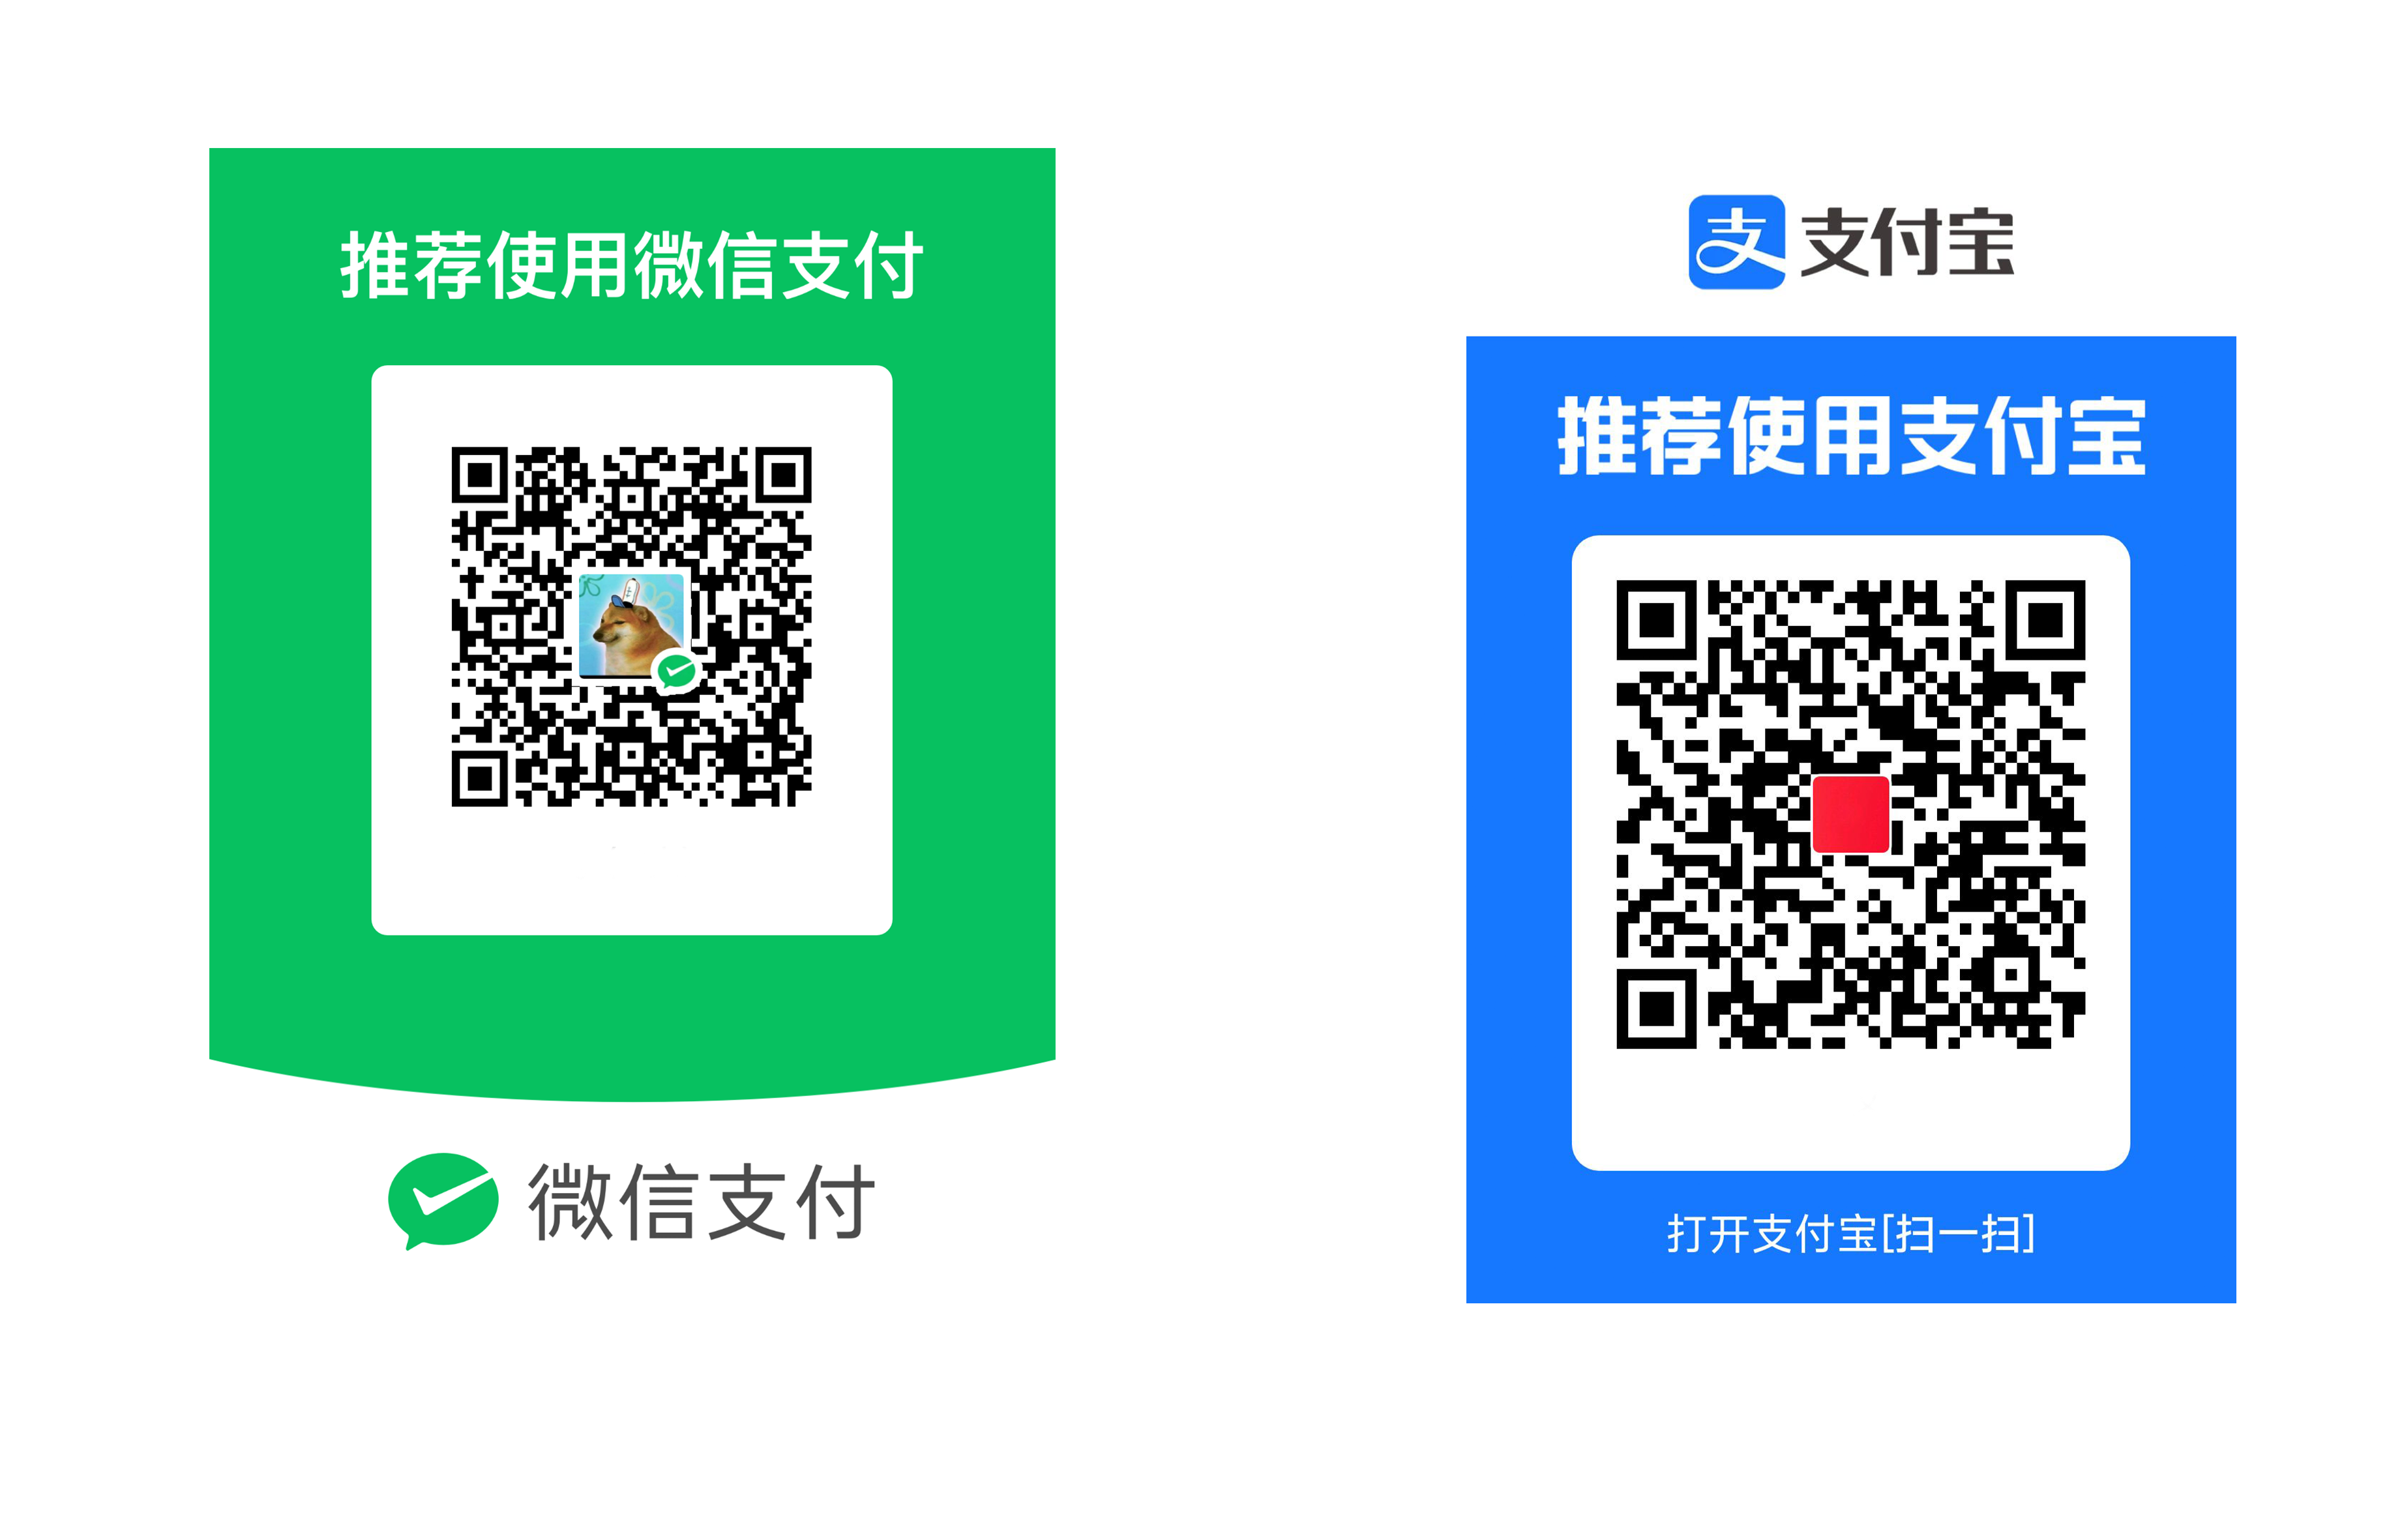 推荐使用微信支付
微信支付
支 支付宝
推荐使用支付宝
打开支付宝[扫一扫]